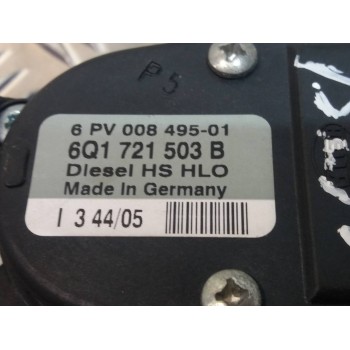 P5
6 PV 008 495-01
6Q1 721 503 B
Diesel HS HLO
Made in Germany
I 3 44/05